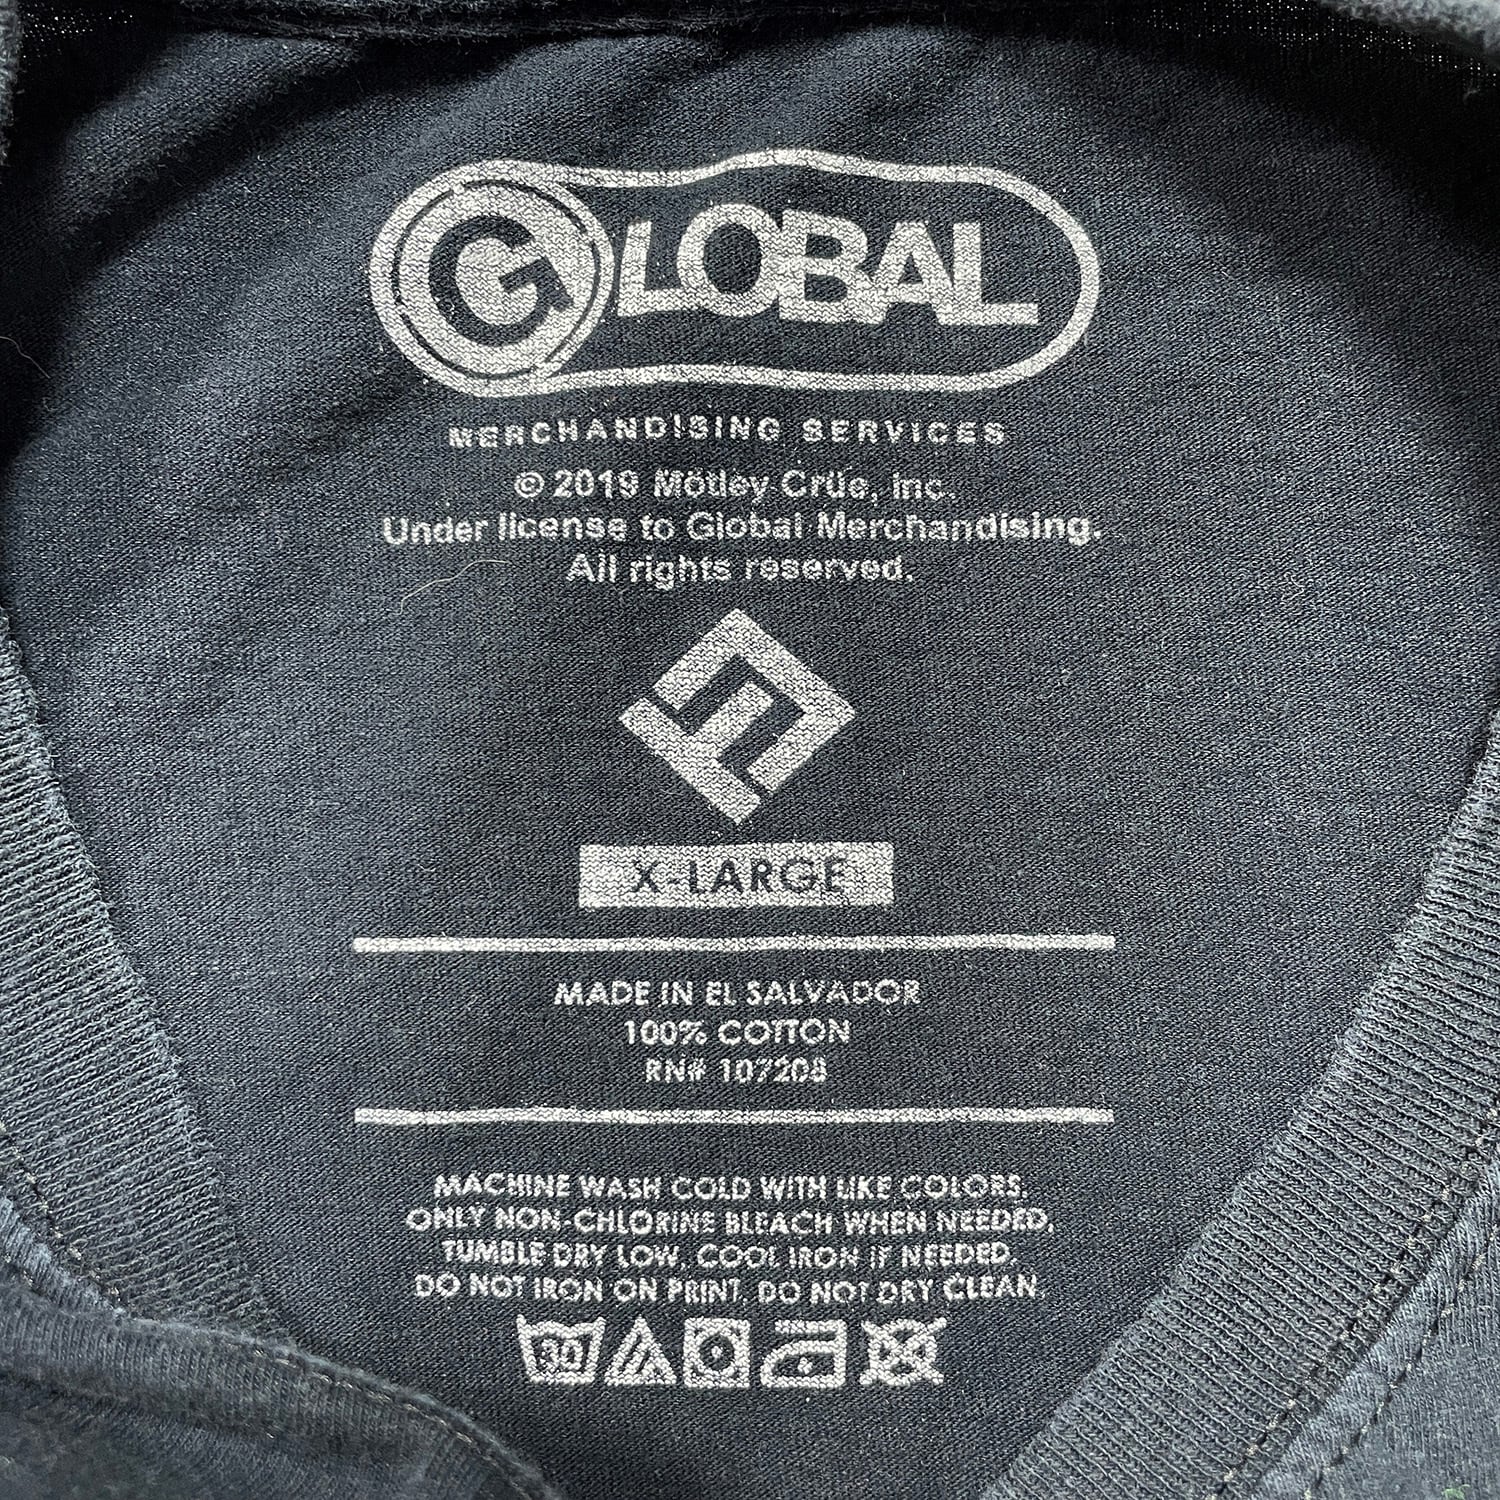 GLOBAL
MERCHANDISING SERVICES
© 2019 Mötley Crüe, Inc.
Under license to Global Merchandising.
All rights reserved.
X-LARGE
MADE IN EL SALVADOR
100% COTTON
RN# 107208
MACHINE WASH COLD WITH LIKE COLORS.
ONLY NON-CHLORINE BLEACH WHEN NEEDED,
TUMBLE DRY LOW. COOL IRON IF NEEDED.
DO NOT IRON ON PRINT. DO NOT DRY CLEAN.
30